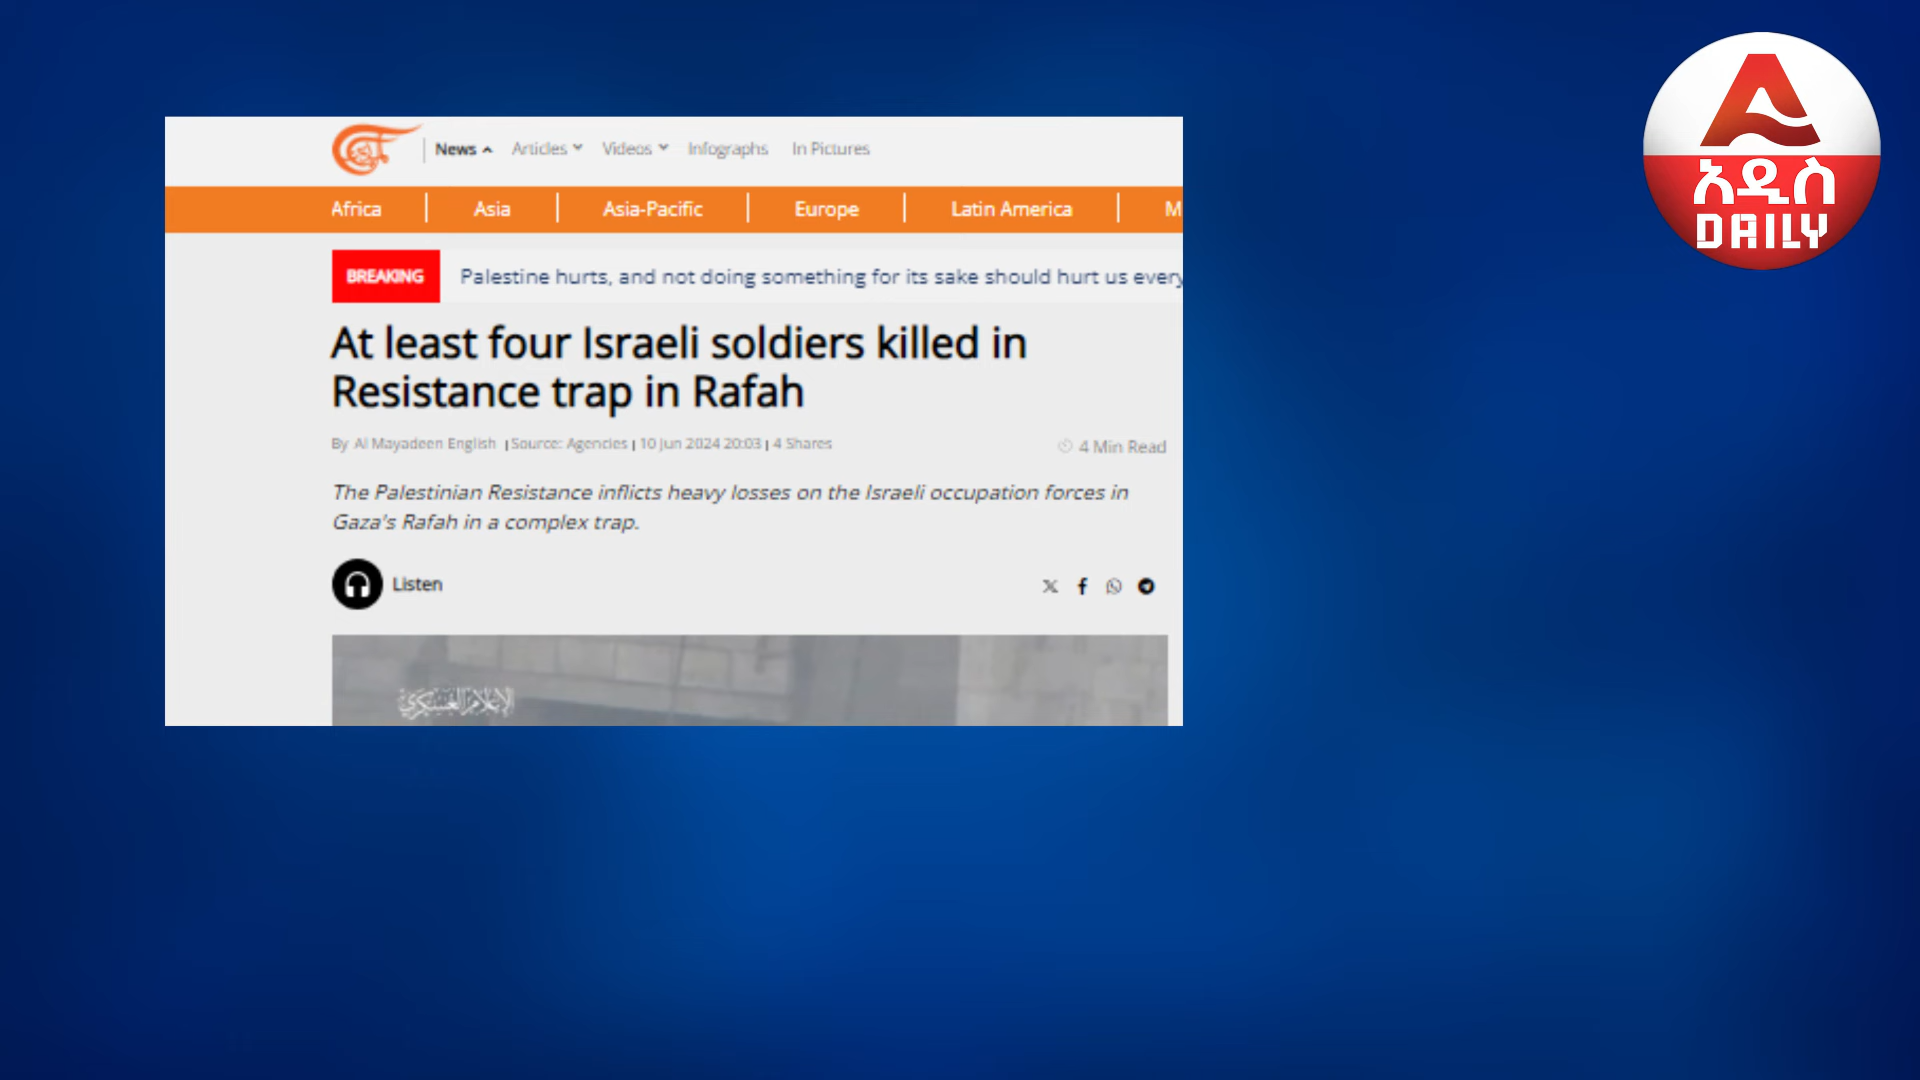 News Articles Videos Infographs In Pictures
Africa Asia Asia-Pacific Europe Latin America M
BREAKING Palestine hurts, and not doing something for its sake should hurt us every
At least four Israeli soldiers killed in
Resistance trap in Rafah
By Al Mayadeen English | Source: Agencies | 10 Jun 2024 20:03 | 4 Shares
4 Min Read
The Palestinian Resistance inflicts heavy losses on the Israeli occupation forces in
Gaza's Rafah in a complex trap.
Listen
الإعلام العسكري
አዲስ
DAILY